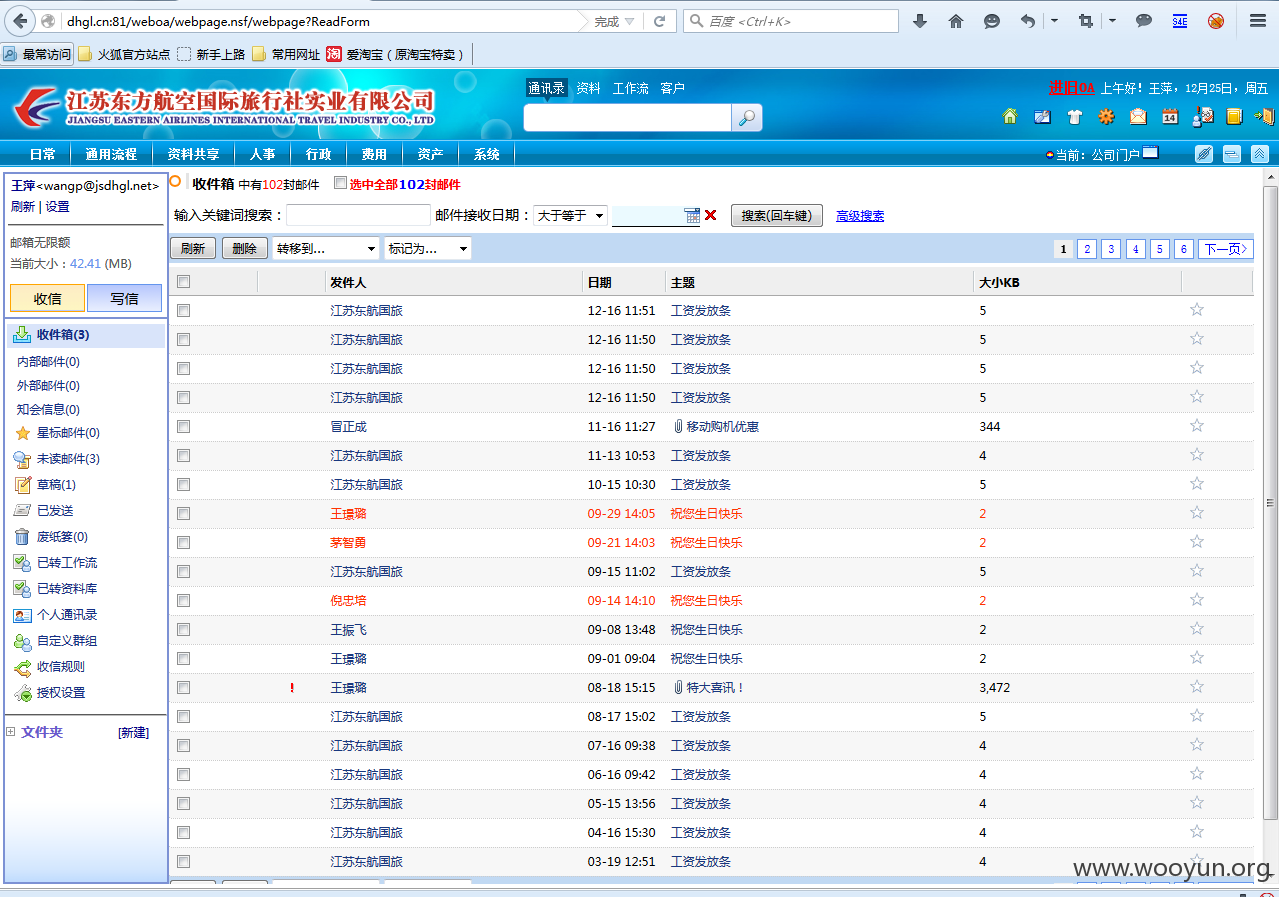 dhgl.cn:81/weboa/webpage.nsf/webpage?ReadForm 完成 百度 <Ctrl+K> S4E
最常访问 火狐官方站点 新手上路 常用网址 淘 爱淘宝（原淘宝特卖）
江苏东方航空国际旅行社实业有限公司
JIANGSU EASTERN AIRLINES INTERNATIONAL TRAVEL INDUSTRY CO., LTD
通讯录 资料 工作流 客户
进旧OA 上午好！王萍，12月25日，周五
14
日常 通用流程 资料共享 人事 行政 费用 资产 系统 当前：公司门户
王萍<wangp@jsdhgl.net>
刷新 | 设置
邮箱无限额
当前大小：42.41 (MB)
收信 写信
收件箱(3)
内部邮件(0)
外部邮件(0)
知会信息(0)
星标邮件(0)
未读邮件(3)
草稿(1)
已发送
废纸篓(0)
已转工作流
已转资料库
个人通讯录
自定义群组
收信规则
授权设置
文件夹 [新建]
收件箱 中有102封邮件 选中全部102封邮件
输入关键词搜索： 邮件接收日期： 大于等于 搜索(回车键) 高级搜索
刷新 删除 转移到... 标记为... 1 2 3 4 5 6 下一页>
发件人 日期 主题 大小KB
江苏东航国旅 12-16 11:51 工资发放条 5
江苏东航国旅 12-16 11:50 工资发放条 5
江苏东航国旅 12-16 11:50 工资发放条 5
江苏东航国旅 12-16 11:50 工资发放条 5
冒正成 11-16 11:27 移动购机优惠 344
江苏东航国旅 11-13 10:53 工资发放条 4
江苏东航国旅 10-15 10:30 工资发放条 5
王璟璐 09-29 14:05 祝您生日快乐 2
茅智勇 09-21 14:03 祝您生日快乐 2
江苏东航国旅 09-15 11:02 工资发放条 5
倪忠培 09-14 14:10 祝您生日快乐 2
王振飞 09-08 13:48 祝您生日快乐 2
王璟璐 09-01 09:04 祝您生日快乐 2
! 王璟璐 08-18 15:15 特大喜讯！ 3,472
江苏东航国旅 08-17 15:02 工资发放条 5
江苏东航国旅 07-16 09:38 工资发放条 4
江苏东航国旅 06-16 09:42 工资发放条 4
江苏东航国旅 05-15 13:56 工资发放条 4
江苏东航国旅 04-16 15:30 工资发放条 4
江苏东航国旅 03-19 12:51 工资发放条 4
www.wooyun.org